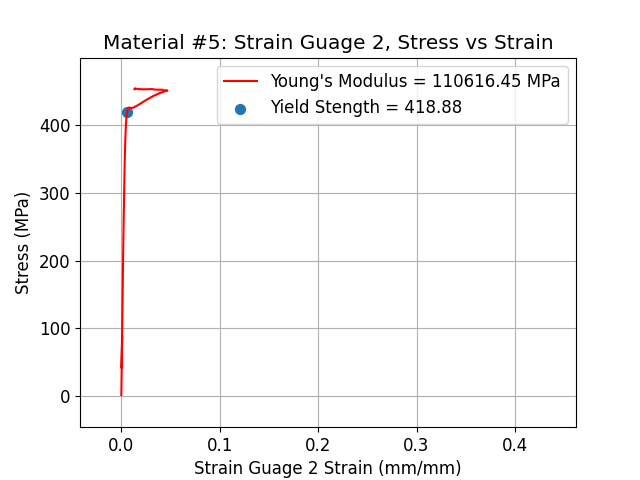 Material #5: Strain Guage 2, Stress vs Strain
Young's Modulus = 110616.45 MPa
Yield Stength = 418.88
Stress (MPa)
400
300
200
100
0
0.0 0.1 0.2 0.3 0.4
Strain Guage 2 Strain (mm/mm)